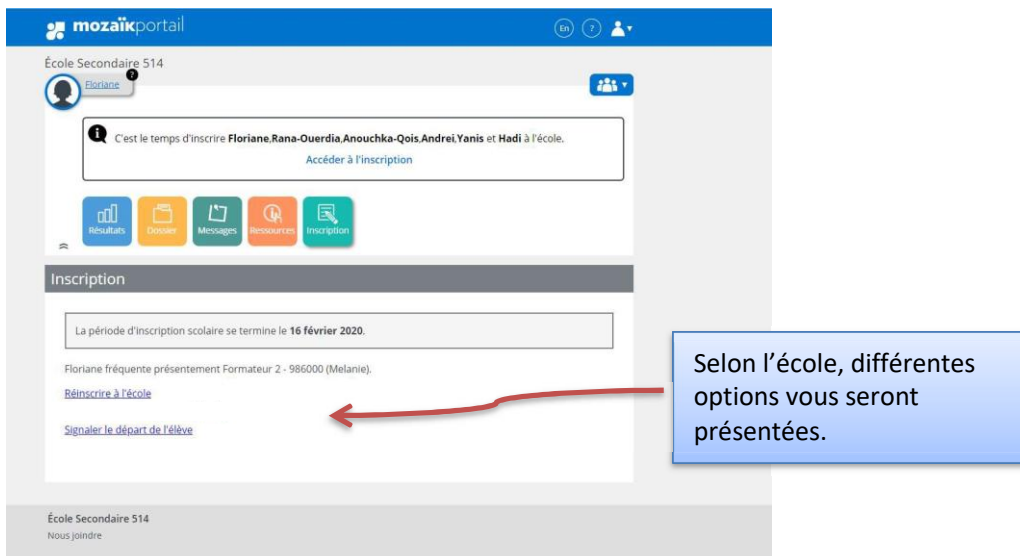 mozaïkportail
En
?
École Secondaire 514
Floriane
?
C'est le temps d'inscrire Floriane,Rana-Ouerdia,Anouchka-Qois,Andrei,Yanis et Hadi à l'école.
Accéder à l'inscription
Résultats Dossier Messages Ressources Inscription
Inscription
La période d'inscription scolaire se termine le 16 février 2020.
Floriane fréquente présentement Formateur 2 - 986000 (Melanie).
Réinscrire à l'école
Signaler le départ de l'élève
Selon l’école, différentes
options vous seront
présentées.
École Secondaire 514
Nous joindre